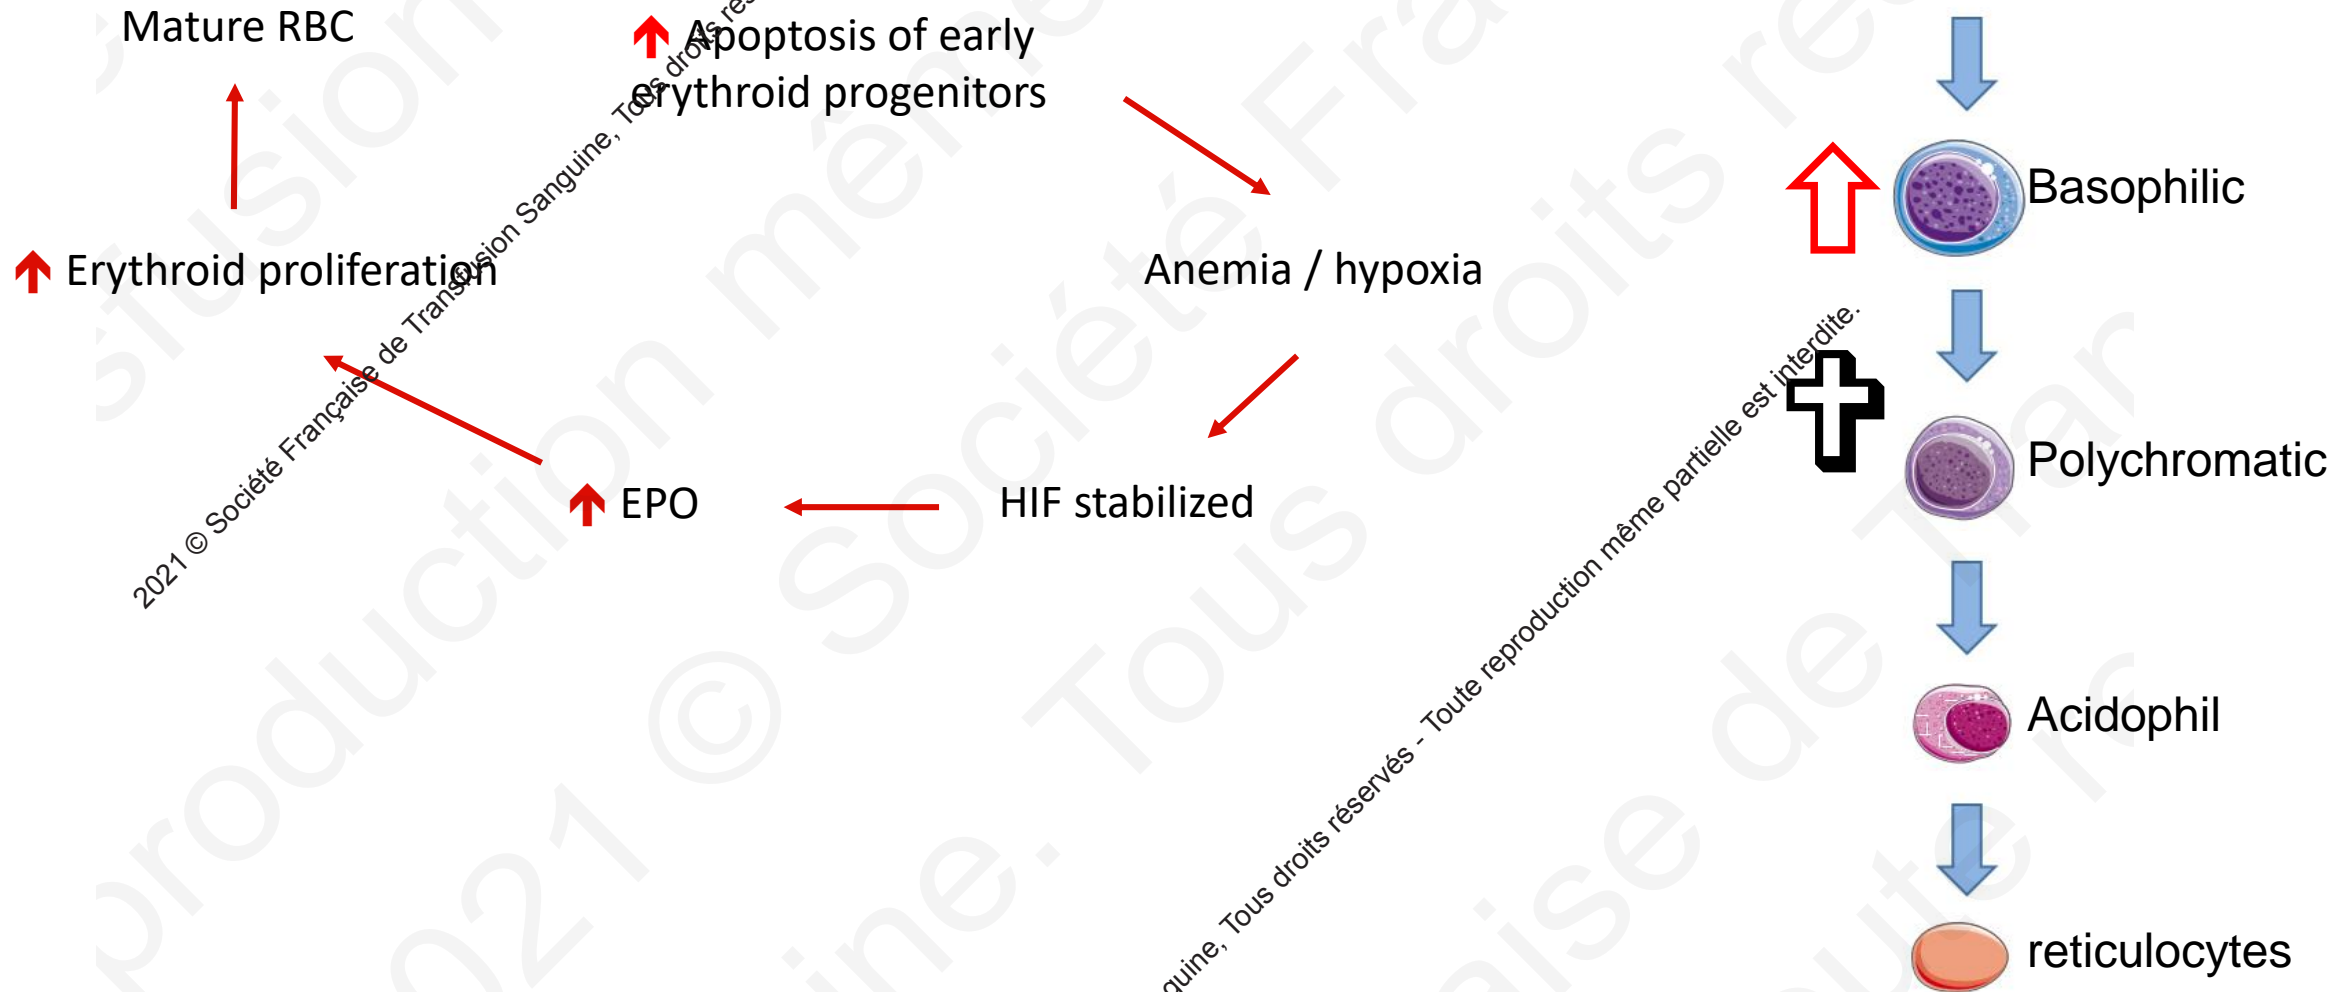 Mature RBC
Apoptosis of early
erythroid progenitors
Basophilic
Erythroid proliferation
Anemia / hypoxia
Polychromatic
EPO
HIF stabilized
Acidophil
reticulocytes
2021 © Société Française de Transfusion Sanguine, Tous droits
Tous droits réservés - Toute reproduction même partielle est interdite.